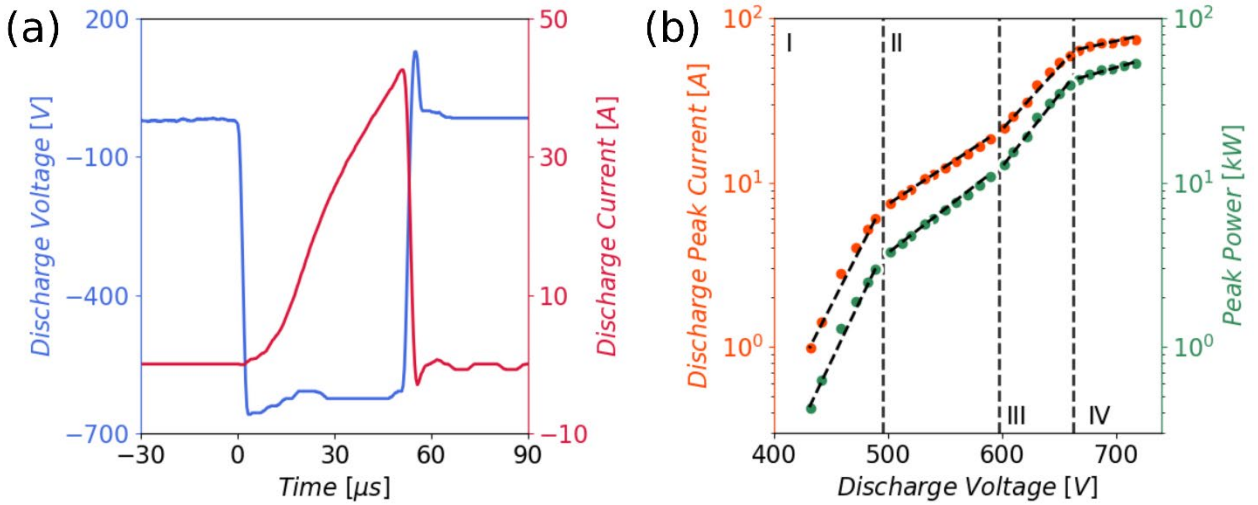 (a)
200
-100
-400
-700
Discharge Voltage [V]
50
30
10
-10
Discharge Current [A]
-30
0
30
60
90
Time [μs]
(b)
10²
10¹
10⁰
Discharge Peak Current [A]
I
II
III
IV
10²
10¹
10⁰
Peak Power [kW]
400
500
600
700
Discharge Voltage [V]